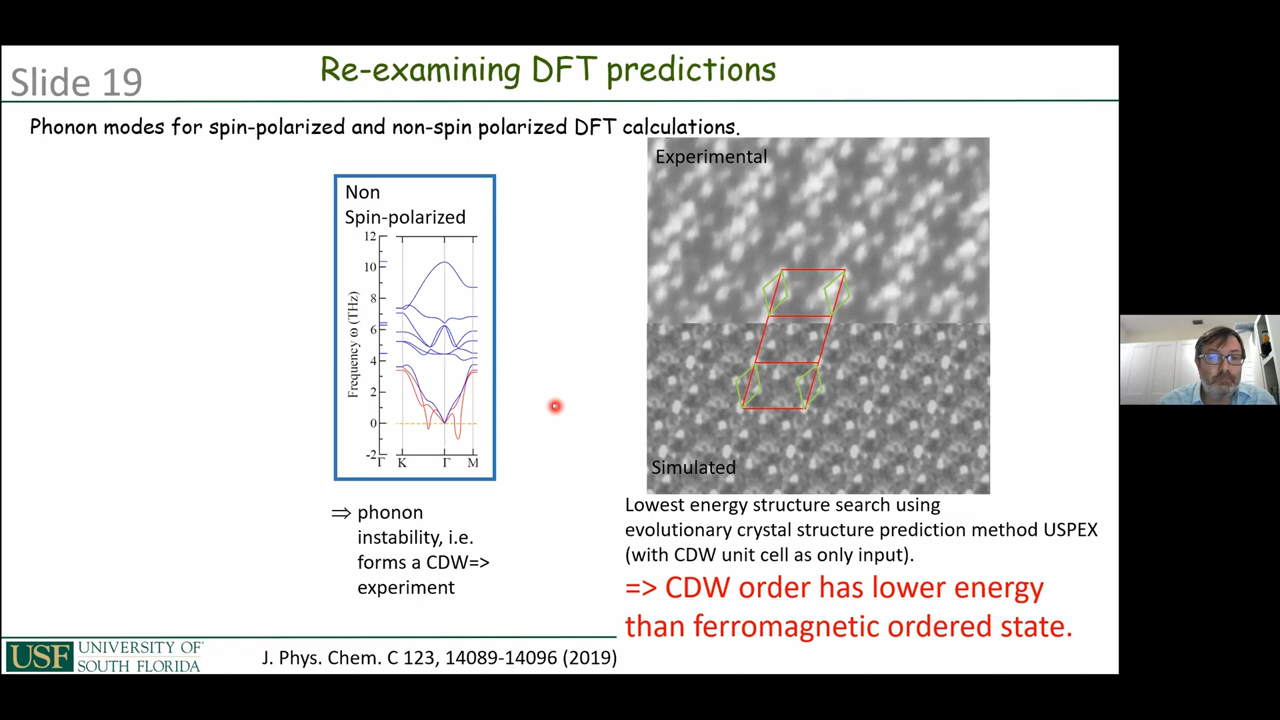 Slide 19
Re-examining DFT predictions
Phonon modes for spin-polarized and non-spin polarized DFT calculations.
Non
Spin-polarized
12
10
8
6
4
2
0
-2
Frequency ω (THz)
Γ K Γ M
⇒ phonon
instability, i.e.
forms a CDW=>
experiment
Experimental
Simulated
Lowest energy structure search using
evolutionary crystal structure prediction method USPEX
(with CDW unit cell as only input).
=> CDW order has lower energy
than ferromagnetic ordered state.
USF UNIVERSITY OF
SOUTH FLORIDA
J. Phys. Chem. C 123, 14089-14096 (2019)